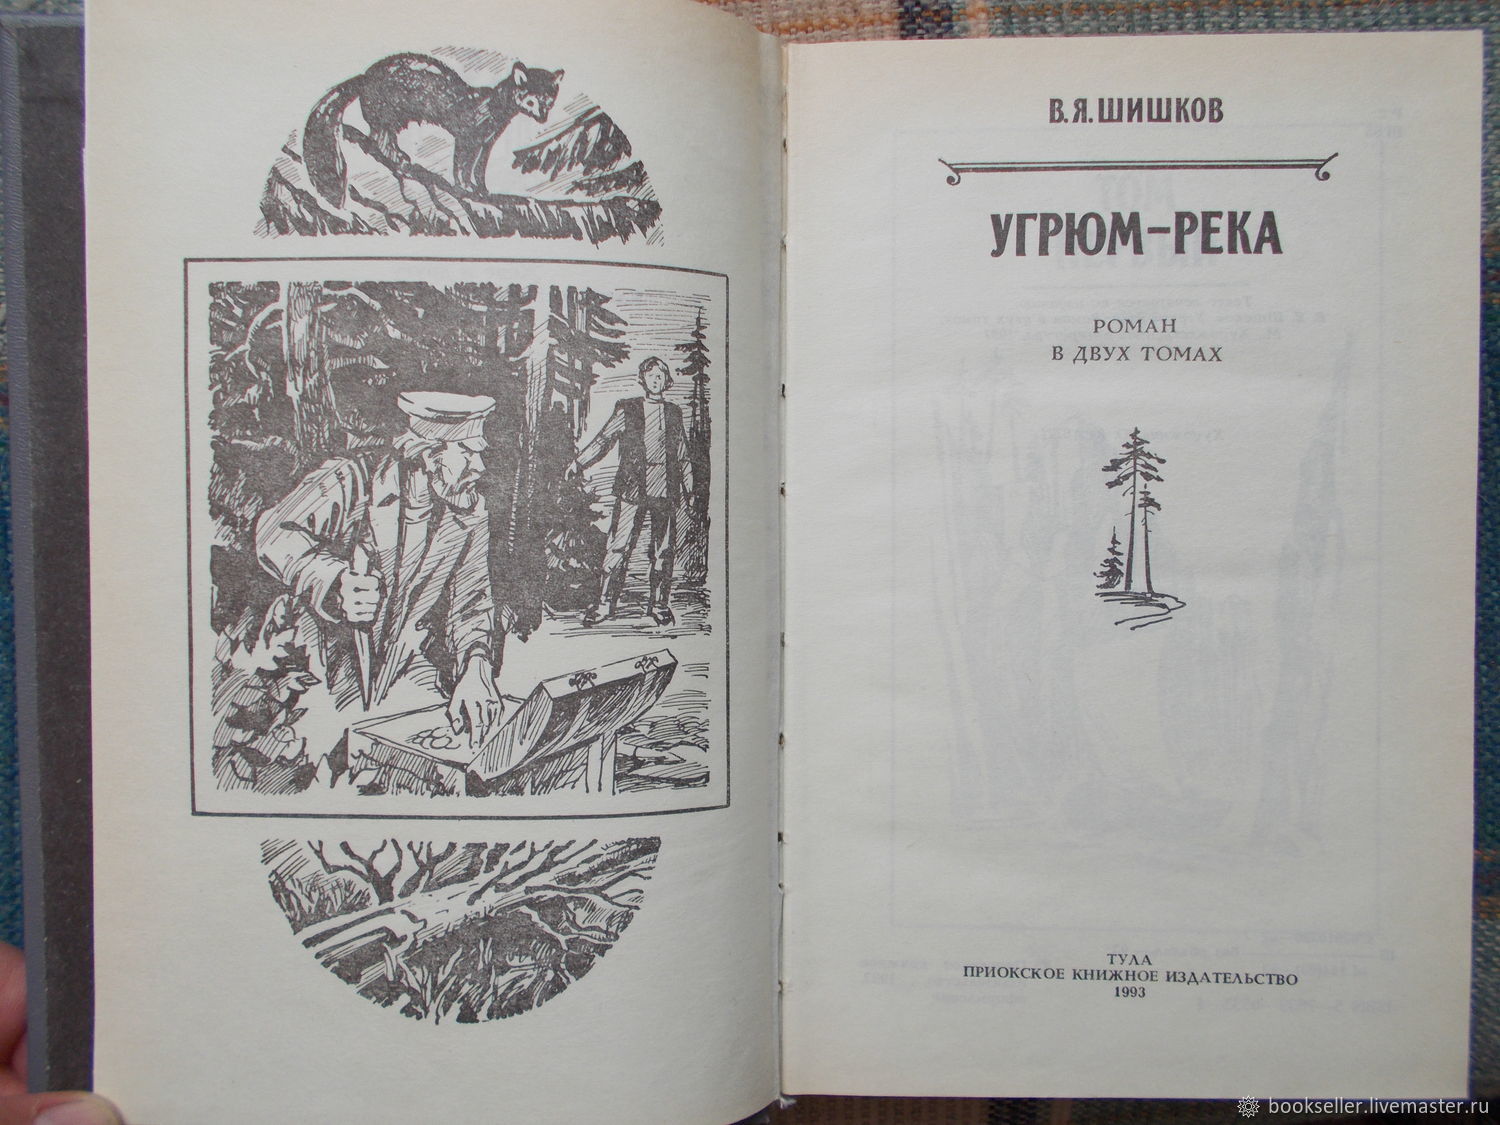 В.Я.ШИШКОВ
УГРЮМ-РЕКА
РОМАН
В ДВУХ ТОМАХ
ТУЛА
ПРИОКСКОЕ КНИЖНОЕ ИЗДАТЕЛЬСТВО
1993
bookseller.livemaster.ru